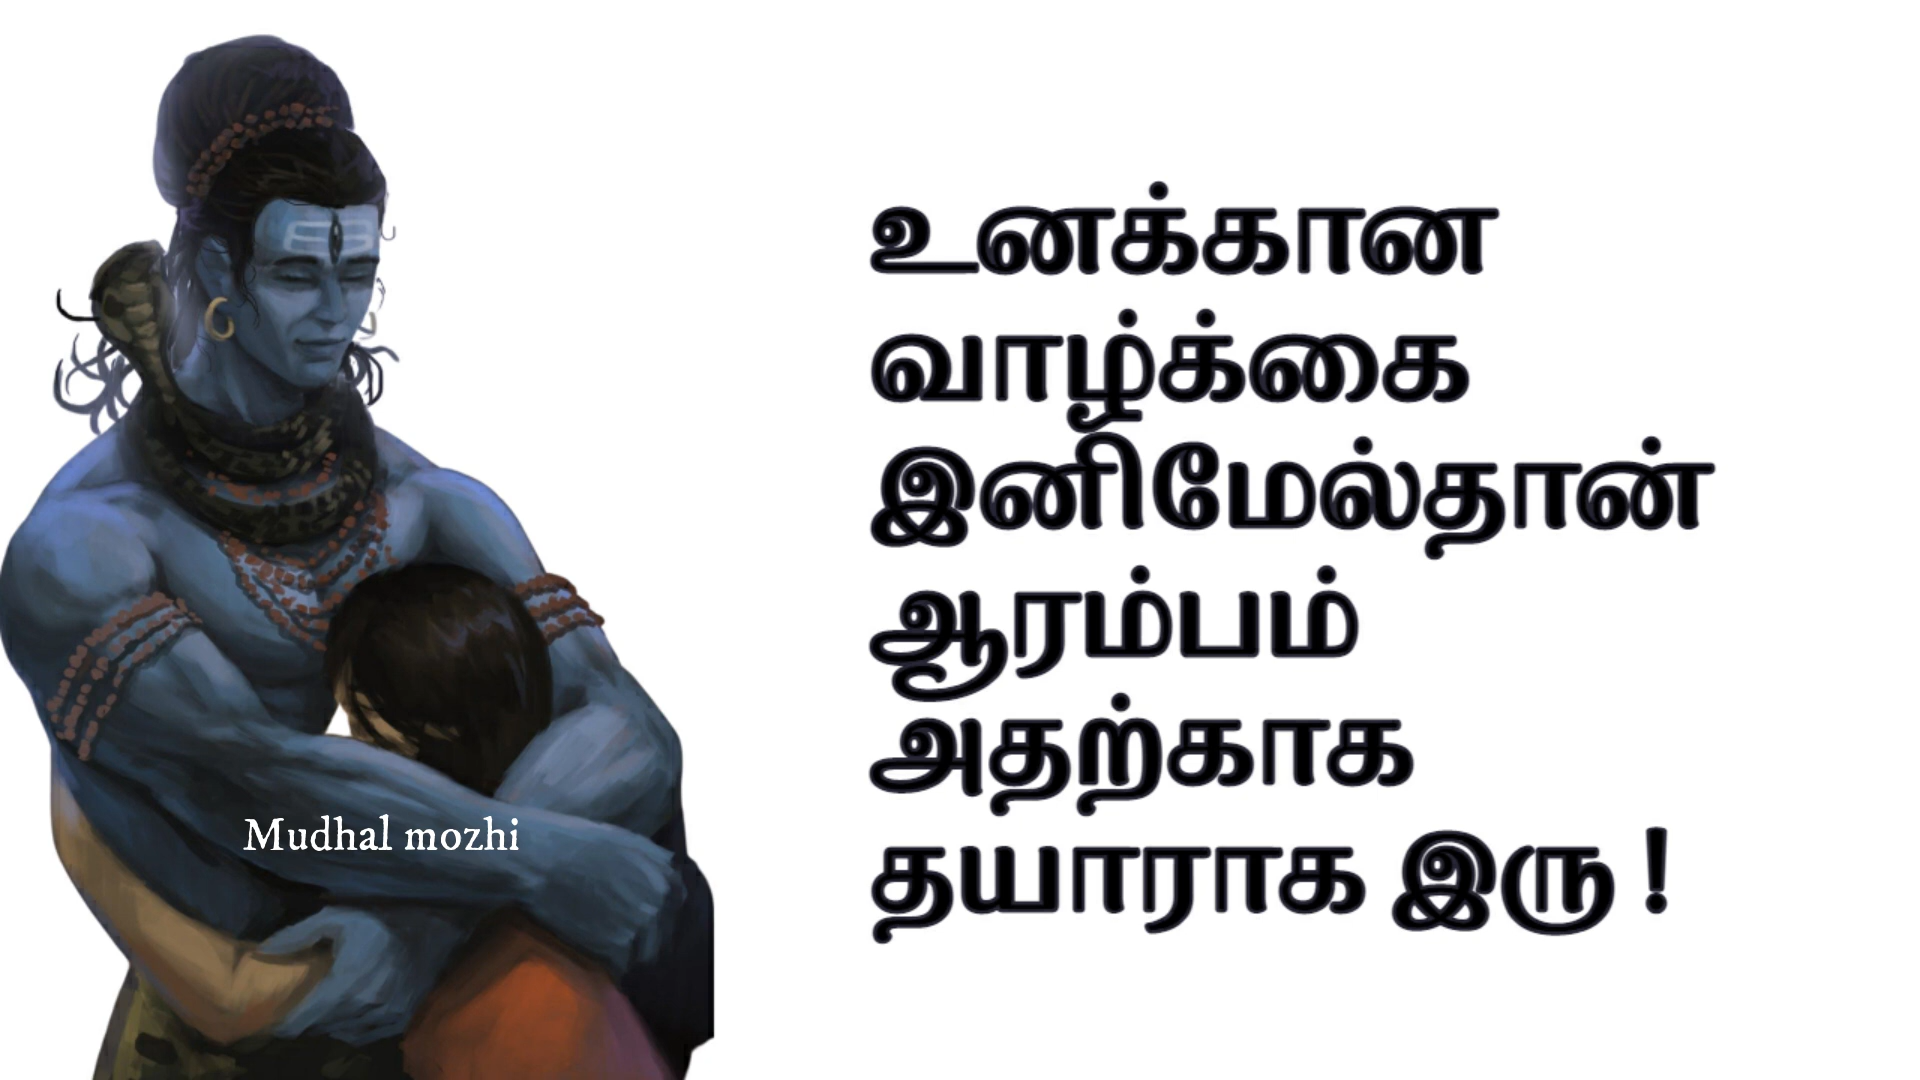 உனக்கான
வாழ்க்கை
இனிமேல்தான்
ஆரம்பம்
அதற்காக
தயாராக இரு !
Mudhal mozhi